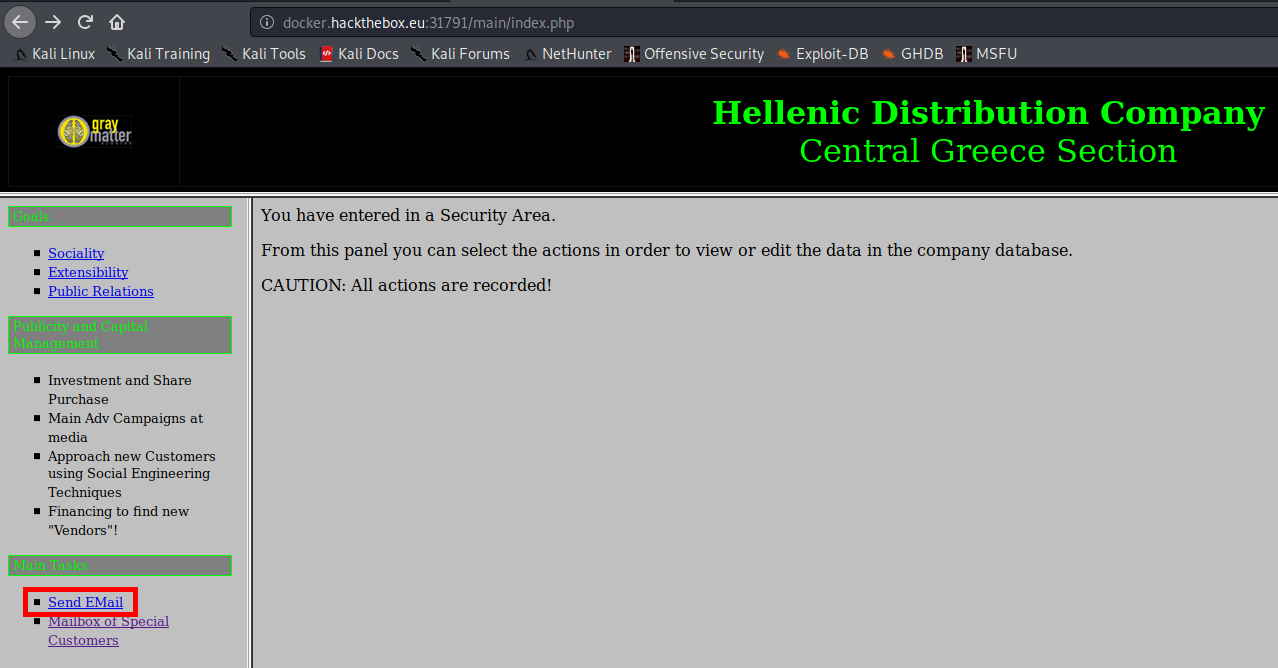 docker.hackthebox.eu:31791/main/index.php
Kali Linux Kali Training Kali Tools Kali Docs Kali Forums NetHunter Offensive Security Exploit-DB GHDB MSFU
gray
matter
Hellenic Distribution Company
Central Greece Section
Goals
Sociality
Extensibility
Public Relations
Publicity and Capital
Management
Investment and Share
Purchase
Main Adv Campaigns at
media
Approach new Customers
using Social Engineering
Techniques
Financing to find new
"Vendors"!
Main Tasks
Send EMail
Mailbox of Special
Customers
You have entered in a Security Area.
From this panel you can select the actions in order to view or edit the data in the company database.
CAUTION: All actions are recorded!